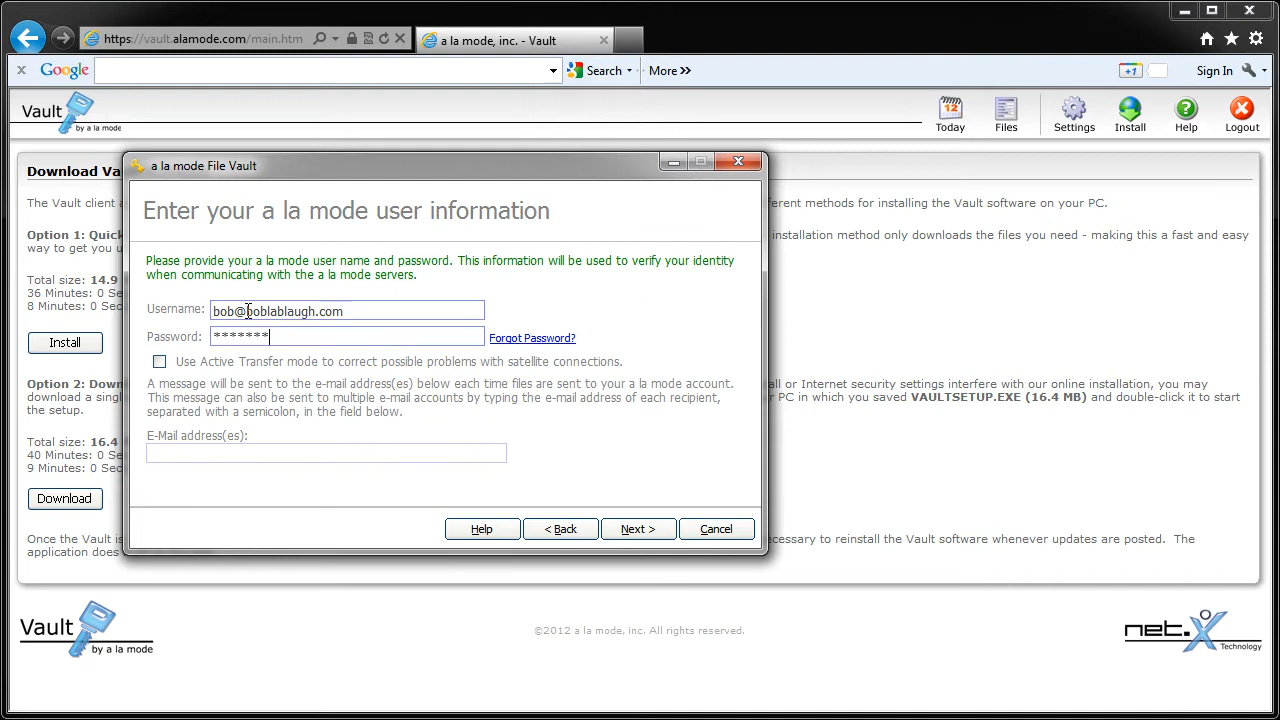 https://vault.alamode.com/main.htm
a la mode, inc. - Vault
x Google Search More » +1 Sign In
Vault
by a la mode
12
Today Files Settings Install Help Logout
Download Va
a la mode File Vault
The Vault client a
ferent methods for installing the Vault software on your PC.
Enter your a la mode user information
Option 1: Quick
installation method only downloads the files you need - making this a fast and easy
way to get you u
Please provide your a la mode user name and password. This information will be used to verify your identity
when communicating with the a la mode servers.
Total size: 14.9
36 Minutes: 0 Sec
8 Minutes: 0 Sec
Username: bob@boblablaugh.com
Password: *******
Forgot Password?
Install
Use Active Transfer mode to correct possible problems with satellite connections.
Option 2: Down
all or Internet security settings interfere with our online installation, you may
download a singl
PC in which you saved VAULTSETUP.EXE (16.4 MB) and double-click it to start
the setup.
A message will be sent to the e-mail address(es) below each time files are sent to your a la mode account.
This message can also be sent to multiple e-mail accounts by typing the e-mail address of each recipient,
separated with a semicolon, in the field below.
E-Mail address(es):
Total size: 16.4
40 Minutes: 0 Sec
9 Minutes: 0 Seco
Download
Help < Back Next > Cancel
Once the Vault is
ecessary to reinstall the Vault software whenever updates are posted. The
application does
Vault
by a la mode
©2012 a la mode, inc. All rights reserved.
net.X
Technology